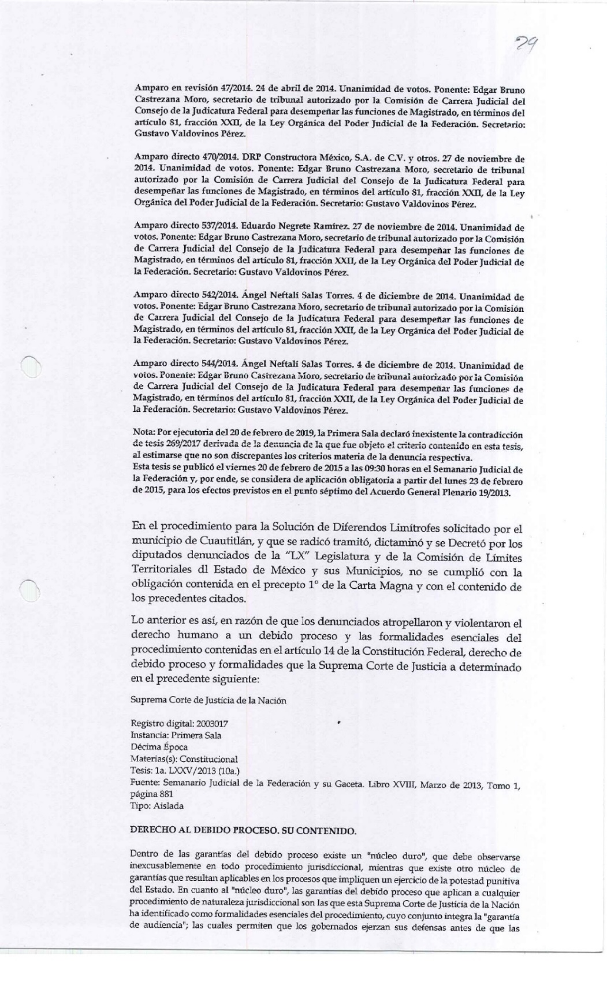 29
Amparo en revisión 47/2014. 24 de abril de 2014. Unanimidad de votos. Ponente: Edgar Bruno
Castrezana Moro, secretario de tribunal autorizado por la Comisión de Carrera Judicial del
Consejo de la Judicatura Federal para desempeñar las funciones de Magistrado, en términos del
artículo 81, fracción XXII, de la Ley Orgánica del Poder Judicial de la Federación. Secretario:
Gustavo Valdovinos Pérez.
Amparo directo 470/2014. DRP Constructora México, S.A. de C.V. y otros. 27 de noviembre de
2014. Unanimidad de votos. Ponente: Edgar Bruno Castrezana Moro, secretario de tribunal
autorizado por la Comisión de Carrera Judicial del Consejo de la Judicatura Federal para
desempeñar las funciones de Magistrado, en términos del artículo 81, fracción XXII, de la Ley
Orgánica del Poder Judicial de la Federación. Secretario: Gustavo Valdovinos Pérez.
Amparo directo 537/2014. Eduardo Negrete Ramírez. 27 de noviembre de 2014. Unanimidad de
votos. Ponente: Edgar Bruno Castrezana Moro, secretario de tribunal autorizado por la Comisión
de Carrera Judicial del Consejo de la Judicatura Federal para desempeñar las funciones de
Magistrado, en términos del artículo 81, fracción XXII, de la Ley Orgánica del Poder Judicial de
la Federación. Secretario: Gustavo Valdovinos Pérez.
Amparo directo 542/2014. Ángel Neftalí Salas Torres. 4 de diciembre de 2014. Unanimidad de
votos. Ponente: Edgar Bruno Castrezana Moro, secretario de tribunal autorizado por la Comisión
de Carrera Judicial del Consejo de la Judicatura Federal para desempeñar las funciones de
Magistrado, en términos del artículo 81, fracción XXII, de la Ley Orgánica del Poder Judicial de
la Federación. Secretario: Gustavo Valdovinos Pérez.
Amparo directo 544/2014. Ángel Neftalí Salas Torres. 4 de diciembre de 2014. Unanimidad de
votos. Ponente: Edgar Bruno Castrezana Moro, secretario de tribunal autorizado por la Comisión
de Carrera Judicial del Consejo de la Judicatura Federal para desempeñar las funciones de
Magistrado, en términos del artículo 81, fracción XXII, de la Ley Orgánica del Poder Judicial de
la Federación. Secretario: Gustavo Valdovinos Pérez.
Nota: Por ejecutoria del 20 de febrero de 2019, la Primera Sala declaró inexistente la contradicción
de tesis 269/2017 derivada de la denuncia de la que fue objeto el criterio contenido en esta tesis,
al estimarse que no son discrepantes los criterios materia de la denuncia respectiva.
Esta tesis se publicó el viernes 20 de febrero de 2015 a las 09:30 horas en el Semanario Judicial de
la Federación y, por ende, se considera de aplicación obligatoria a partir del lunes 23 de febrero
de 2015, para los efectos previstos en el punto séptimo del Acuerdo General Plenario 19/2013.
En el procedimiento para la Solución de Diferendos Limítrofes solicitado por el
municipio de Cuautitlán, y que se radicó tramitó, dictaminó y se Decretó por los
diputados denunciados de la "LX" Legislatura y de la Comisión de Límites
Territoriales dl Estado de México y sus Municipios, no se cumplió con la
obligación contenida en el precepto 1° de la Carta Magna y con el contenido de
los precedentes citados.
Lo anterior es así, en razón de que los denunciados atropellaron y violentaron el
derecho humano a un debido proceso y las formalidades esenciales del
procedimiento contenidas en el artículo 14 de la Constitución Federal, derecho de
debido proceso y formalidades que la Suprema Corte de Justicia a determinado
en el precedente siguiente:
Suprema Corte de Justicia de la Nación
Registro digital: 2003017
Instancia: Primera Sala
Décima Época
Materias(s): Constitucional
Tesis: 1a. LXXV/2013 (10a.)
Fuente: Semanario Judicial de la Federación y su Gaceta. Libro XVIII, Marzo de 2013, Tomo 1,
página 881
Tipo: Aislada
DERECHO AL DEBIDO PROCESO. SU CONTENIDO.
Dentro de las garantías del debido proceso existe un "núcleo duro", que debe observarse
inexcusablemente en todo procedimiento jurisdiccional, mientras que existe otro núcleo de
garantías que resultan aplicables en los procesos que impliquen un ejercicio de la potestad punitiva
del Estado. En cuanto al "núcleo duro", las garantías del debido proceso que aplican a cualquier
procedimiento de naturaleza jurisdiccional son las que esta Suprema Corte de Justicia de la Nación
ha identificado como formalidades esenciales del procedimiento, cuyo conjunto integra la "garantía
de audiencia"; las cuales permiten que los gobernados ejerzan sus defensas antes de que las